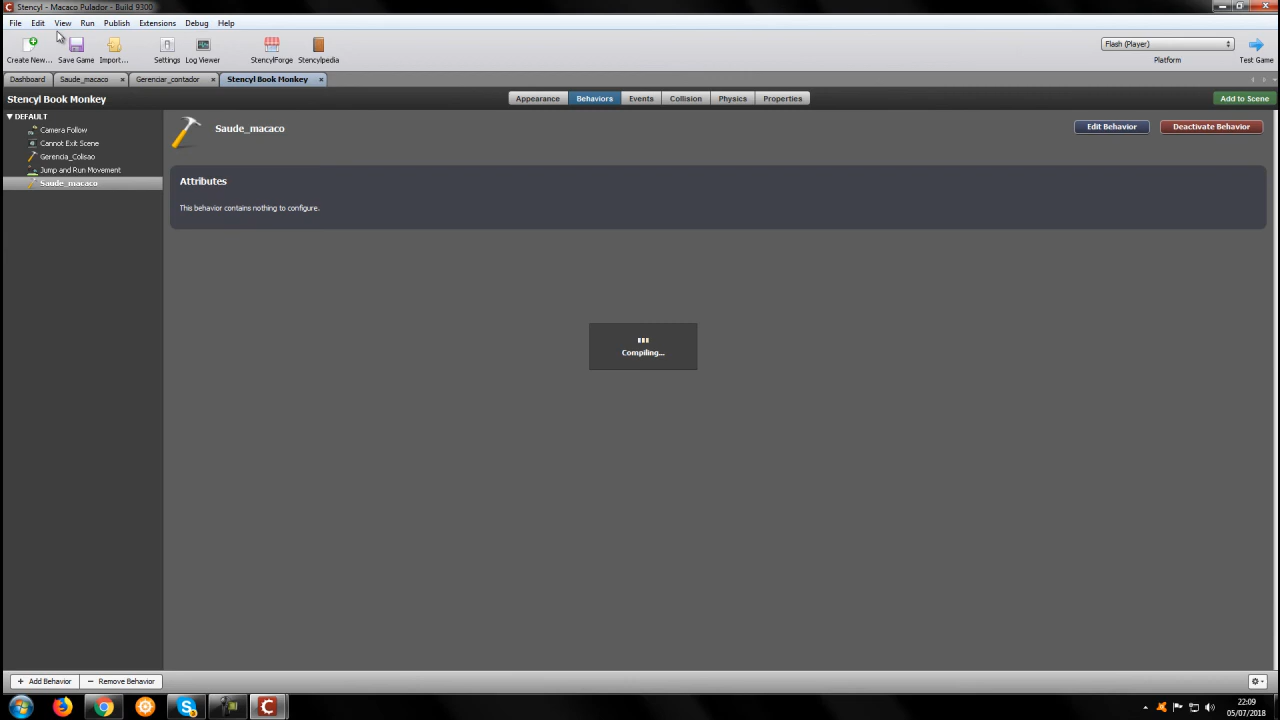 Stencyl - Macaco Pulador - Build 9300
File Edit View Run Publish Extensions Debug Help
Create New... Save Game Import... Settings Log Viewer StencylForge Stencylpedia Flash (Player) Platform Test Game
Dashboard Saude_macaco Gerenciar_contador Stencyl Book Monkey
Stencyl Book Monkey Appearance Behaviors Events Collision Physics Properties Add to Scene
DEFAULT
Camera Follow
Cannot Exit Scene
Gerencia_Colisao
Jump and Run Movement
Saude_macaco
Saude_macaco Edit Behavior Deactivate Behavior
Attributes
This behavior contains nothing to configure.
Compiling...
+ Add Behavior − Remove Behavior
22:09
05/07/2018